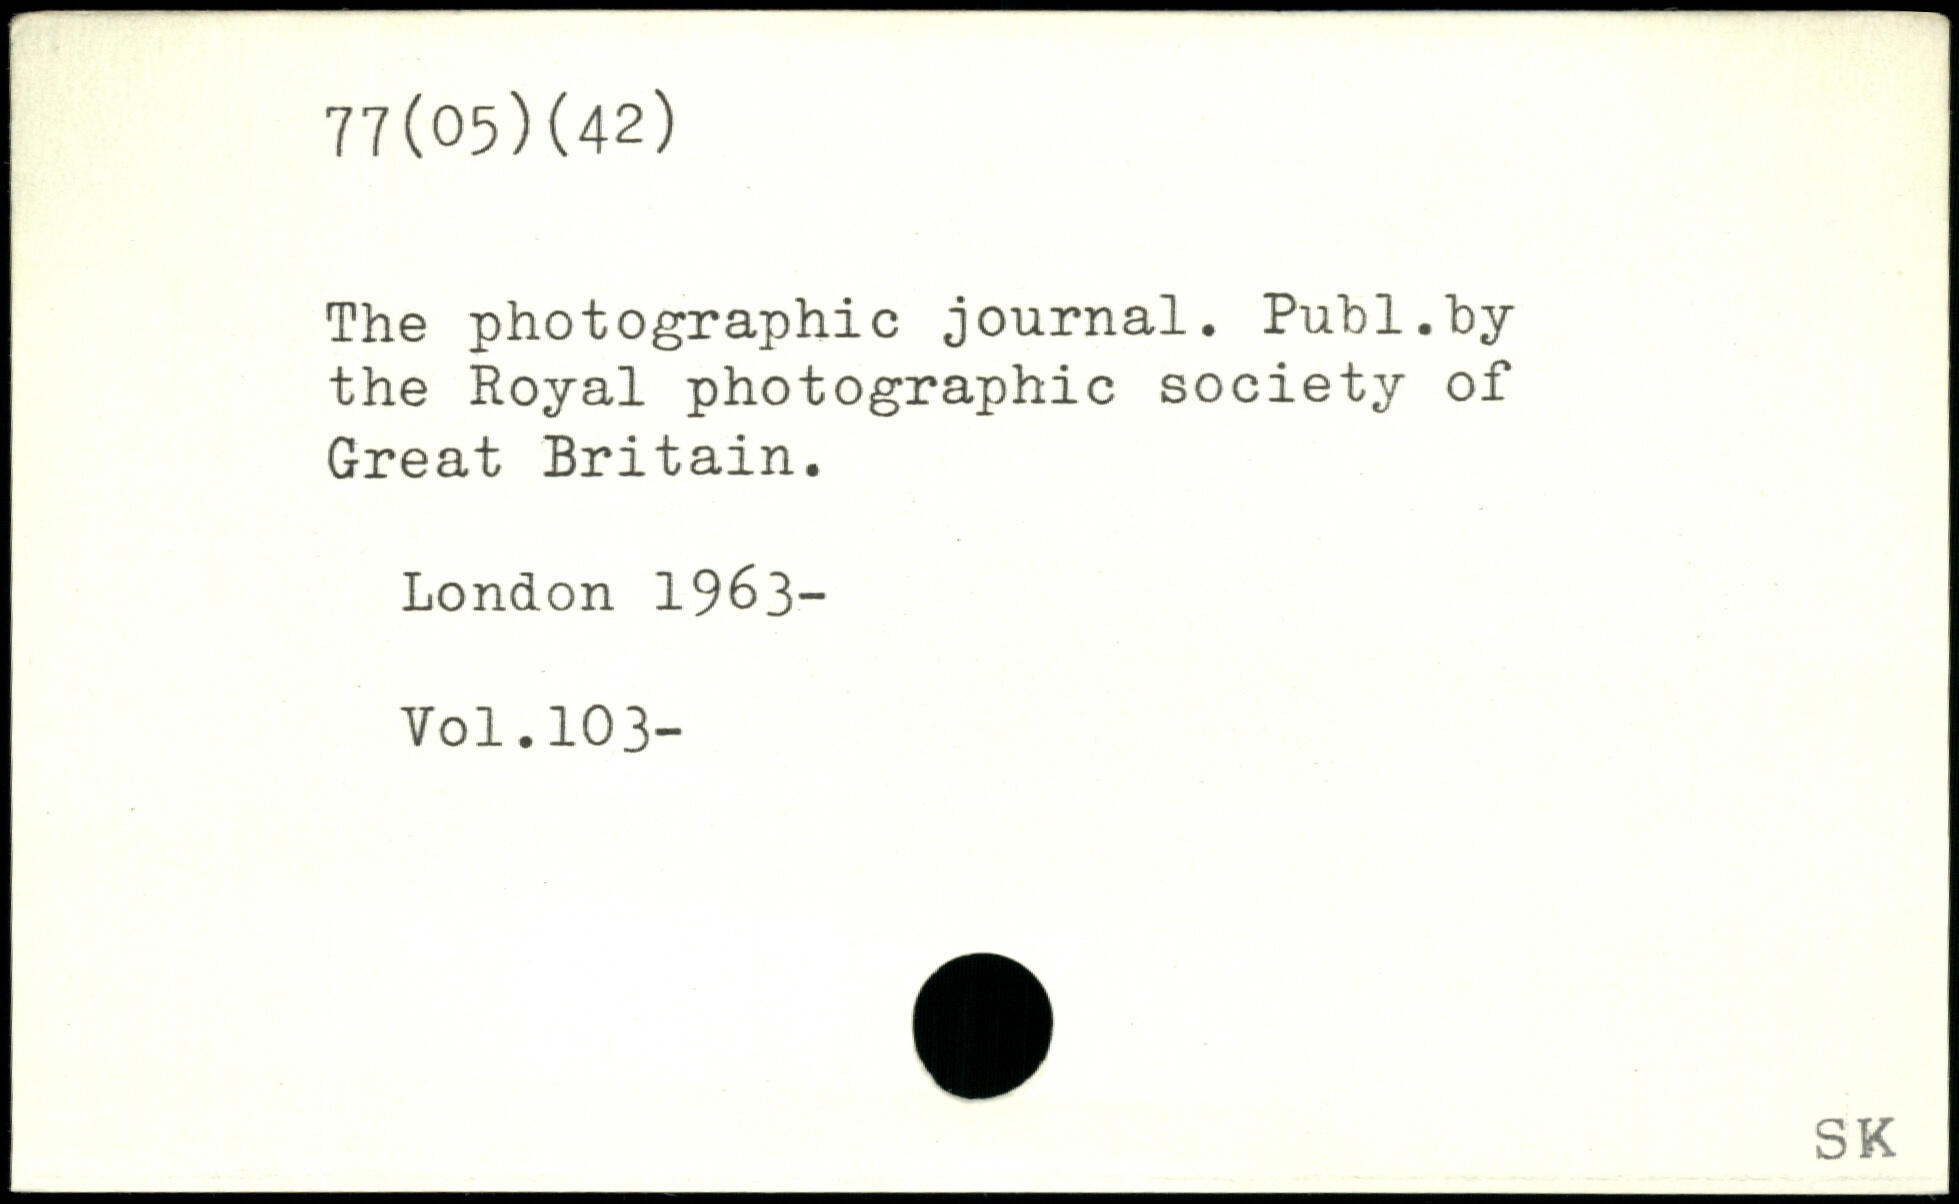 77(05)(42)
The photographic journal. Publ.by
the Royal photographic society of
Great Britain.
London 1963-
Vol.103-
SK